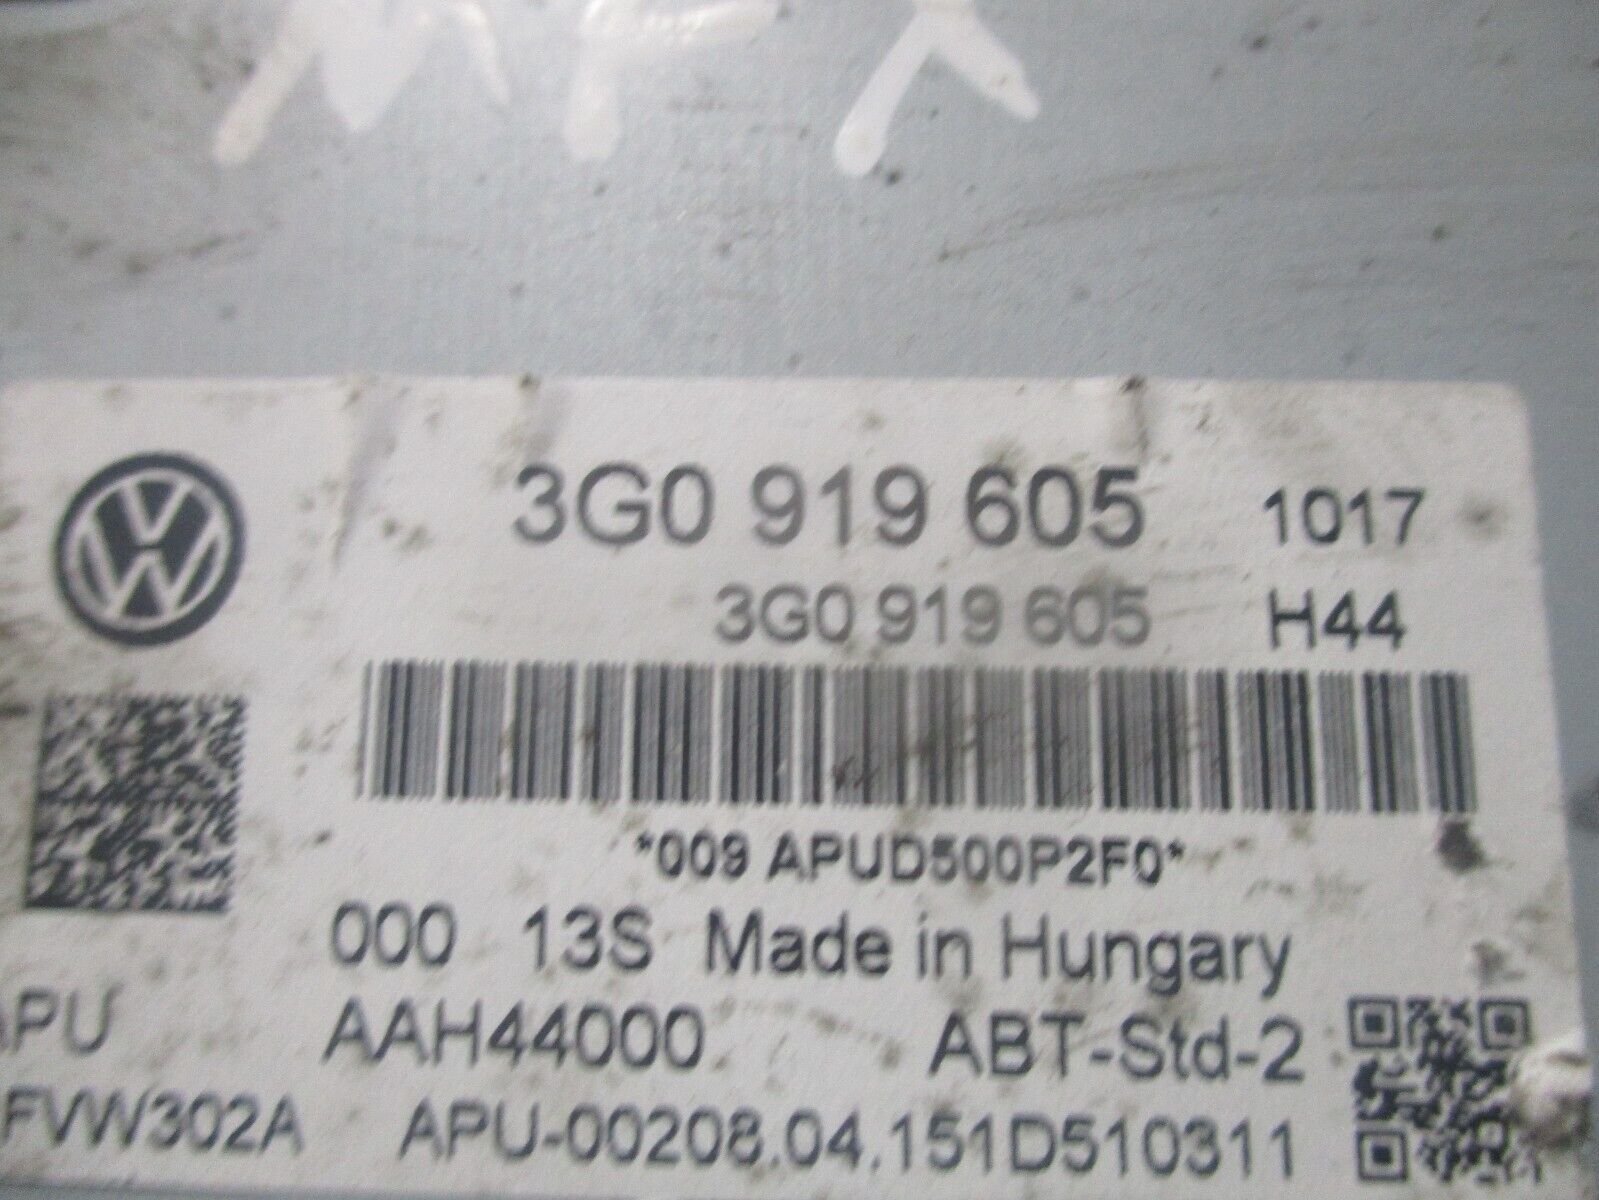 3G0 919 605 1017
3G0 919 605 H44
*009 APUD500P2F0*
000 13S Made in Hungary
APU AAH44000 ABT-Std-2
FVW302A APU-00208.04.151D510311